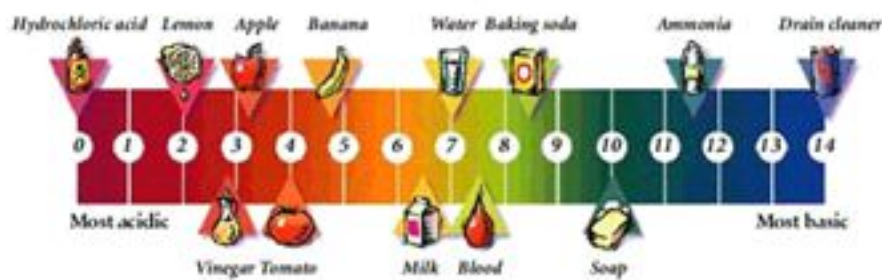 Hydrochloric acid Lemon Apple Banana Water Baking soda Ammonia Drain cleaner
0 1 2 3 4 5 6 7 8 9 10 11 12 13 14
Most acidic Most basic
Vinegar Tomato Milk Blood Soap